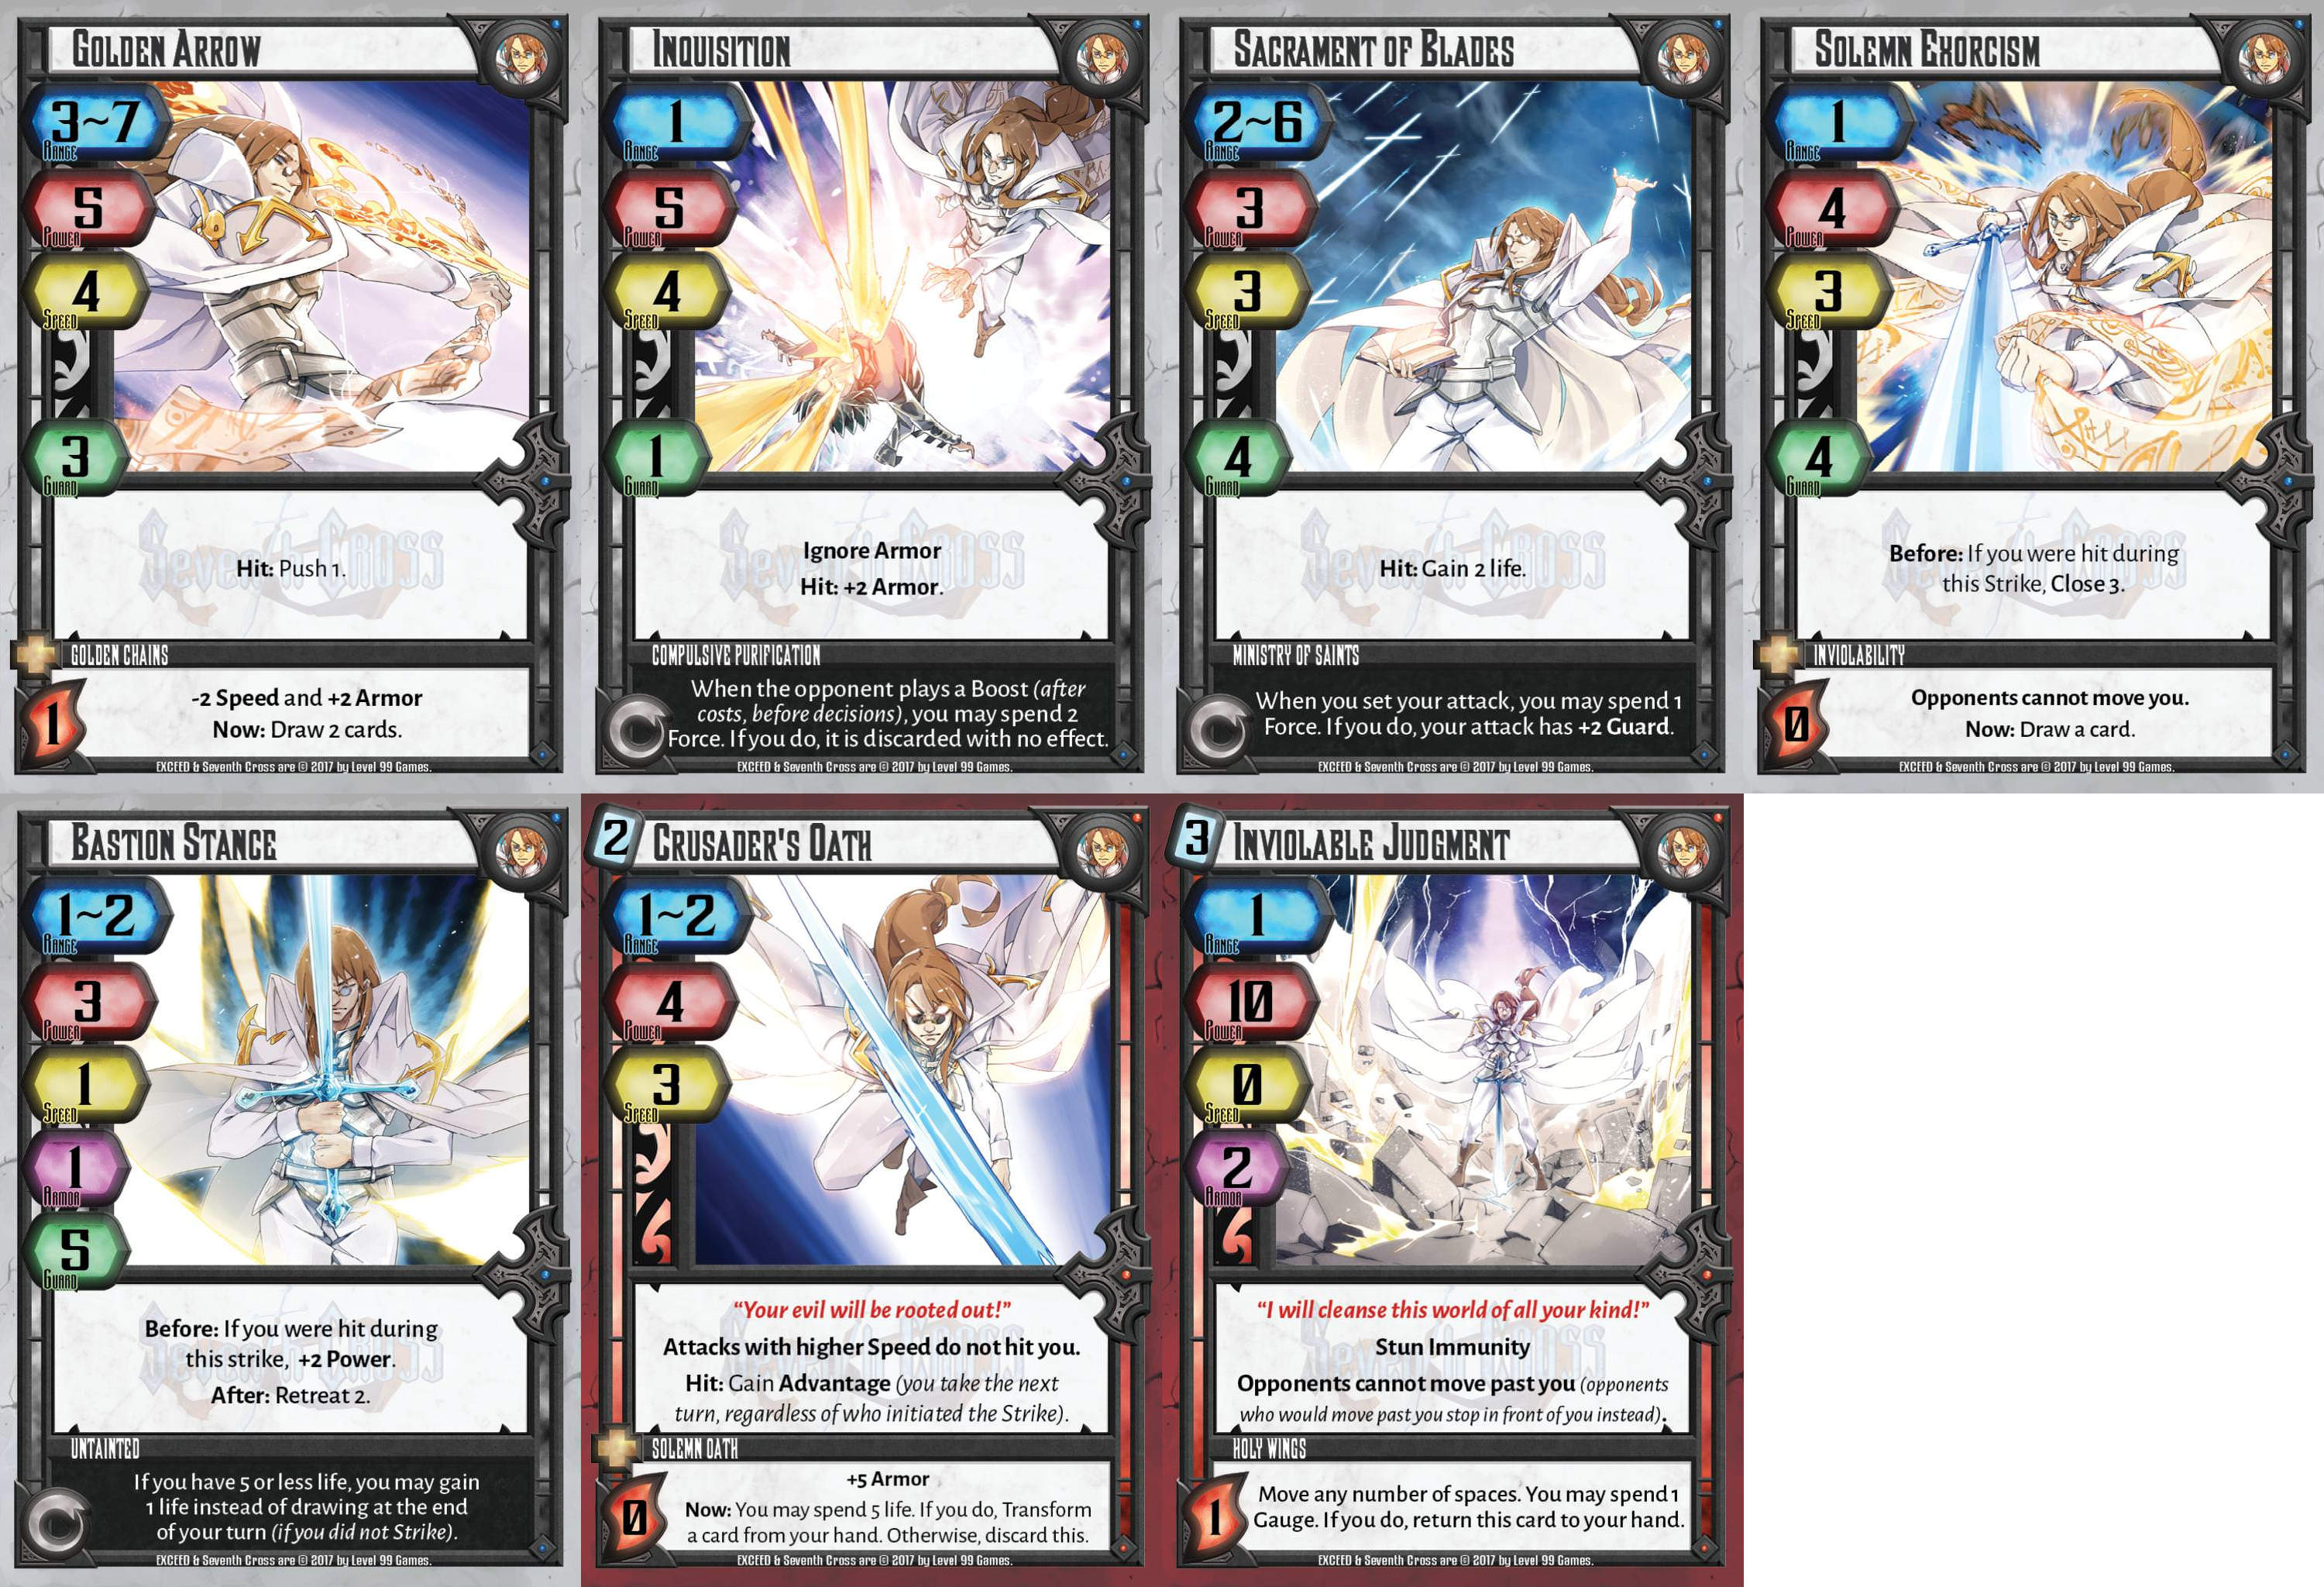 GOLDEN ARROW
3~7
RANGE
5
POWER
4
SPEED
3
GUARD
Seventh Cross
Hit: Push 1.
GOLDEN CHAINS
1
-2 Speed and +2 Armor
Now: Draw 2 cards.
EXCEED & Seventh Cross are © 2017 by Level 99 Games.
INQUISITION
1
RANGE
5
POWER
4
SPEED
1
GUARD
Seventh Cross
Ignore Armor
Hit: +2 Armor.
COMPULSIVE PURIFICATION
When the opponent plays a Boost (after
costs, before decisions), you may spend 2
Force. If you do, it is discarded with no effect.
EXCEED & Seventh Cross are © 2017 by Level 99 Games.
SACRAMENT OF BLADES
2~6
RANGE
3
POWER
3
SPEED
4
GUARD
Seventh Cross
Hit: Gain 2 life.
MINISTRY OF SAINTS
When you set your attack, you may spend 1
Force. If you do, your attack has +2 Guard.
EXCEED & Seventh Cross are © 2017 by Level 99 Games.
SOLEMN EXORCISM
1
RANGE
4
POWER
3
SPEED
4
GUARD
Seventh Cross
Before: If you were hit during
this Strike, Close 3.
INVIOLABILITY
0
Opponents cannot move you.
Now: Draw a card.
EXCEED & Seventh Cross are © 2017 by Level 99 Games.
BASTION STANCE
1~2
RANGE
3
POWER
1
SPEED
1
ARMOR
5
GUARD
Seventh Cross
Before: If you were hit during
this strike, +2 Power.
After: Retreat 2.
UNTAINTED
If you have 5 or less life, you may gain
1 life instead of drawing at the end
of your turn (if you did not Strike).
EXCEED & Seventh Cross are © 2017 by Level 99 Games.
2
CRUSADER'S OATH
1~2
RANGE
4
POWER
3
SPEED
Seventh Cross
“Your evil will be rooted out!”
Attacks with higher Speed do not hit you.
Hit: Gain Advantage (you take the next
turn, regardless of who initiated the Strike).
SOLEMN OATH
0
+5 Armor
Now: You may spend 5 life. If you do, Transform
a card from your hand. Otherwise, discard this.
EXCEED & Seventh Cross are © 2017 by Level 99 Games.
3
INVIOLABLE JUDGMENT
1
RANGE
10
POWER
0
SPEED
2
ARMOR
Seventh Cross
“I will cleanse this world of all your kind!”
Stun Immunity
Opponents cannot move past you (opponents
who would move past you stop in front of you instead).
HOLY WINGS
1
Move any number of spaces. You may spend 1
Gauge. If you do, return this card to your hand.
EXCEED & Seventh Cross are © 2017 by Level 99 Games.